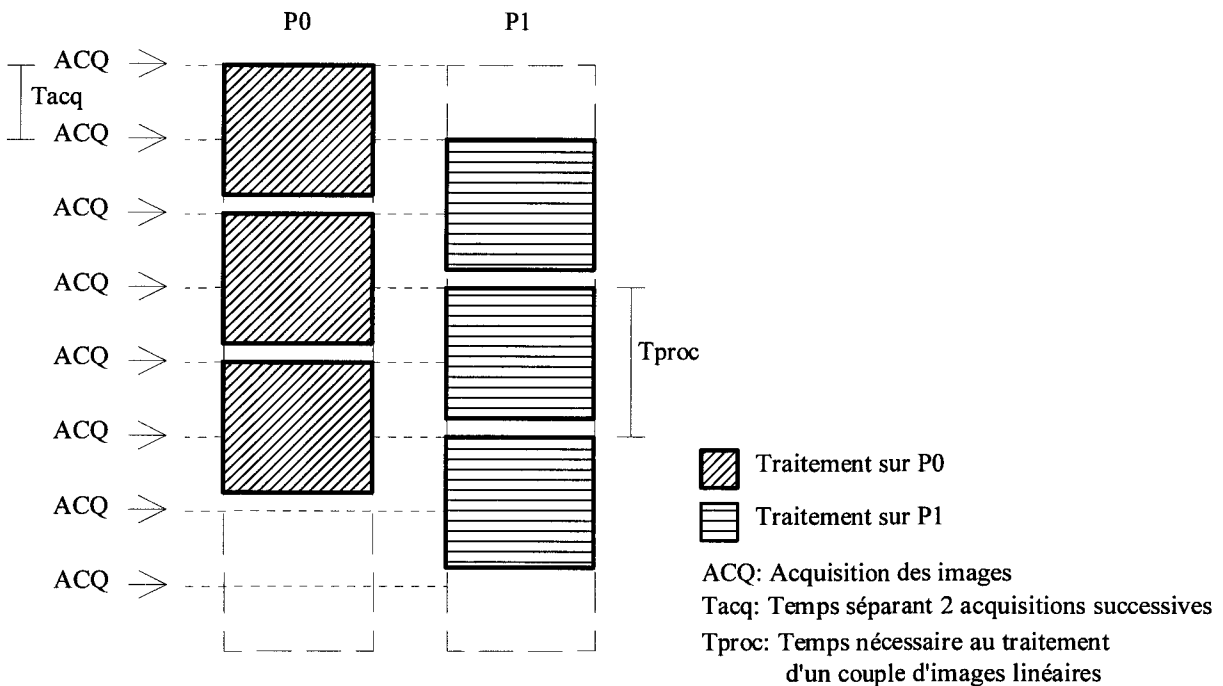 P0 P1
ACQ
Tacq
ACQ
ACQ
ACQ
ACQ
Tproc
ACQ
Traitement sur P0
ACQ
Traitement sur P1
ACQ
ACQ: Acquisition des images
Tacq: Temps séparant 2 acquisitions successives
Tproc: Temps nécessaire au traitement
d'un couple d'images linéaires